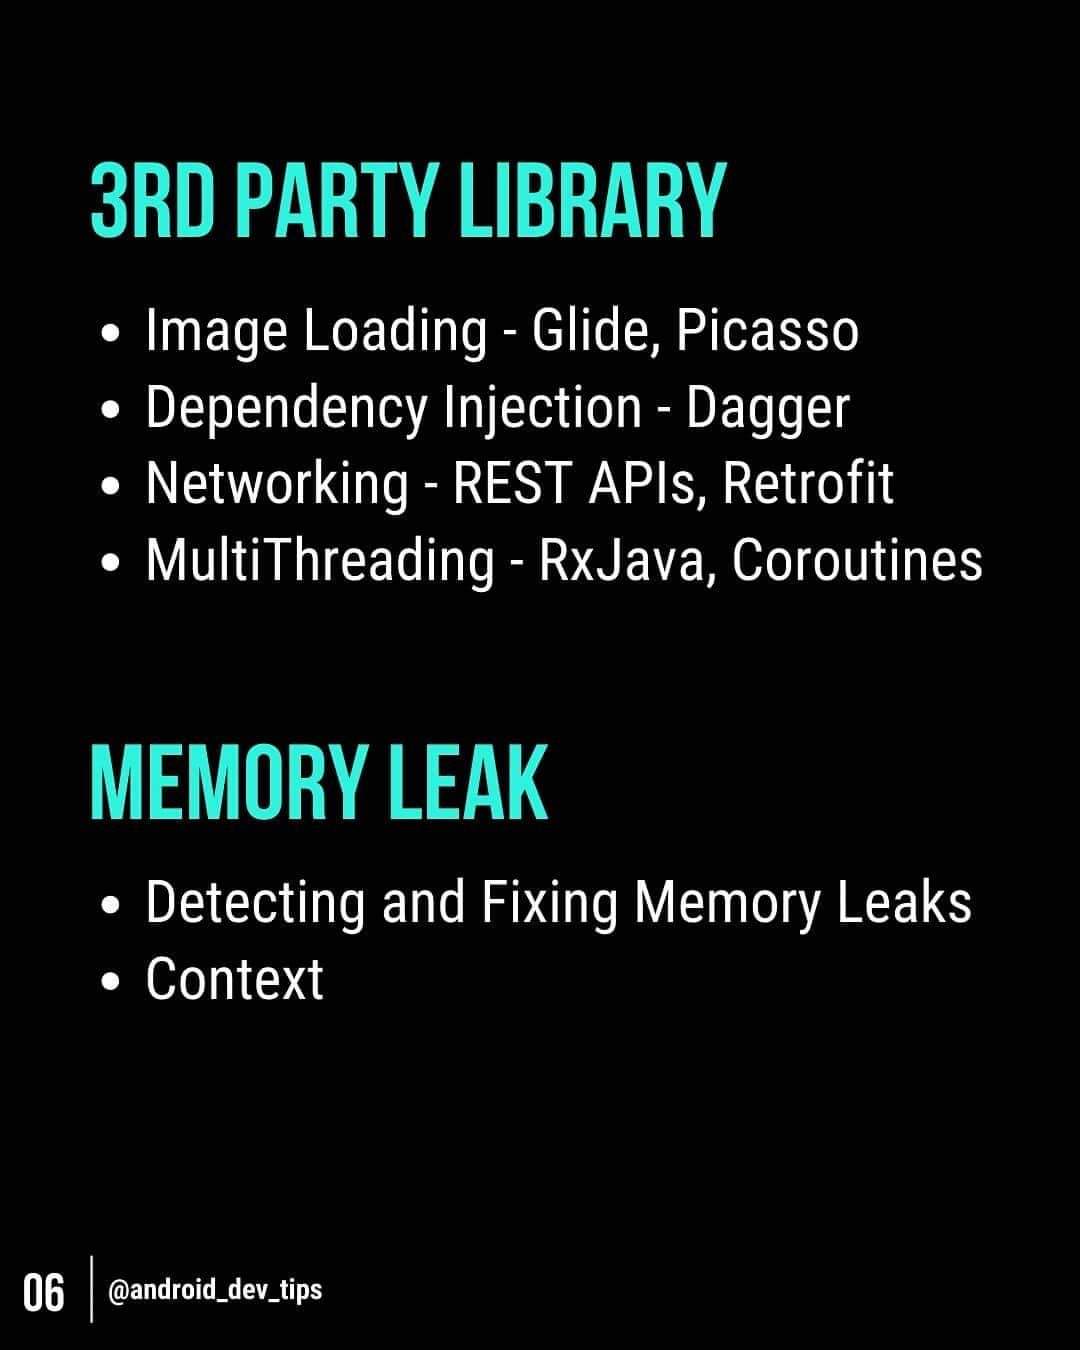 3RD PARTY LIBRARY
• Image Loading - Glide, Picasso
• Dependency Injection - Dagger
• Networking - REST APIs, Retrofit
• MultiThreading - RxJava, Coroutines
MEMORY LEAK
• Detecting and Fixing Memory Leaks
• Context
06 | @android_dev_tips